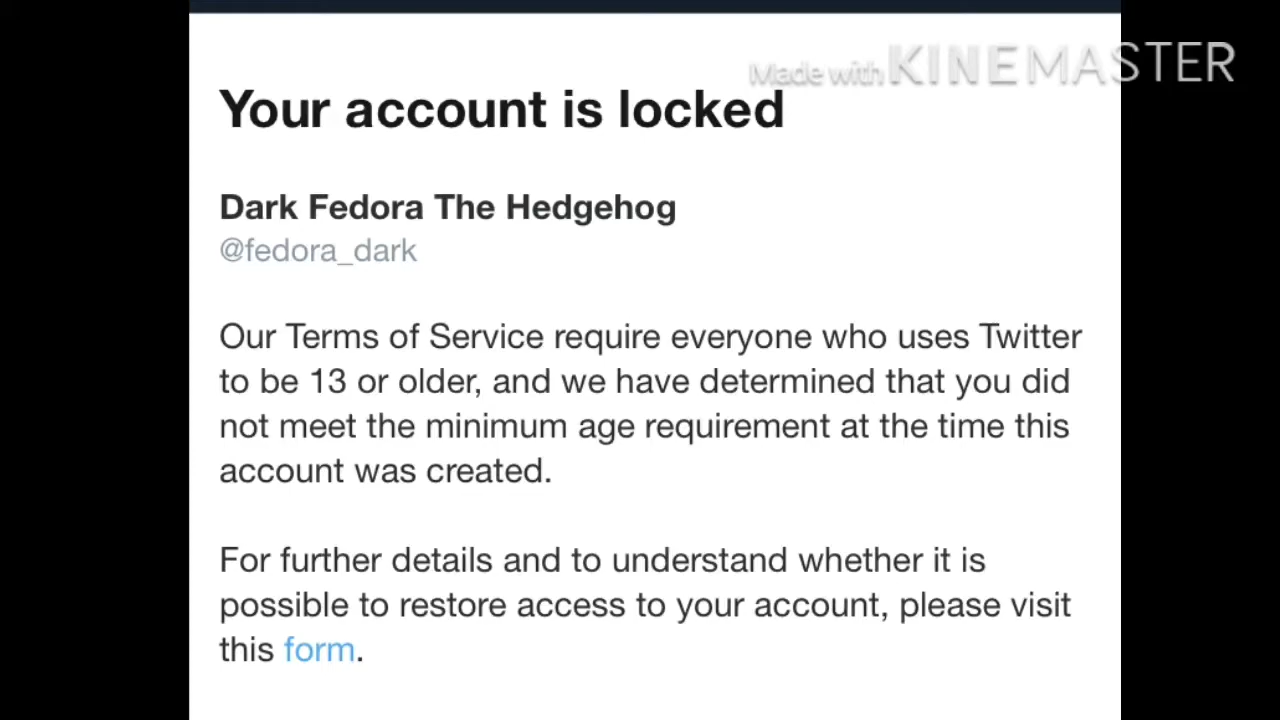 Made with KINEMASTER
Your account is locked
Dark Fedora The Hedgehog
@fedora_dark
Our Terms of Service require everyone who uses Twitter
to be 13 or older, and we have determined that you did
not meet the minimum age requirement at the time this
account was created.
For further details and to understand whether it is
possible to restore access to your account, please visit
this form.